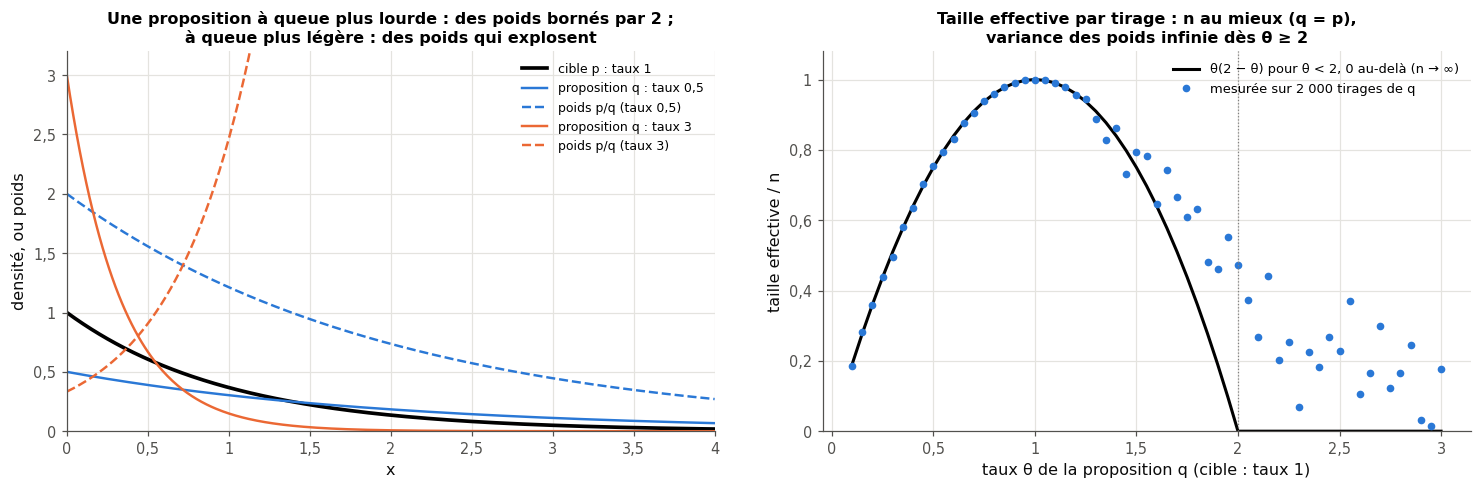 Une proposition à queue plus lourde : des poids bornés par 2 ;
à queue plus légère : des poids qui explosent
densité, ou poids
3
2,5
2
1,5
1
0,5
0
cible p : taux 1
proposition q : taux 0,5
poids p/q (taux 0,5)
proposition q : taux 3
poids p/q (taux 3)
0
0,5
1
1,5
2
2,5
3
3,5
4
x
Taille effective par tirage : n au mieux (q = p),
variance des poids infinie dès θ ≥ 2
taille effective / n
1
0,8
0,6
0,4
0,2
0
θ(2 − θ) pour θ < 2, 0 au-delà (n → ∞)
mesurée sur 2 000 tirages de q
0
0,5
1
1,5
2
2,5
3
taux θ de la proposition q (cible : taux 1)